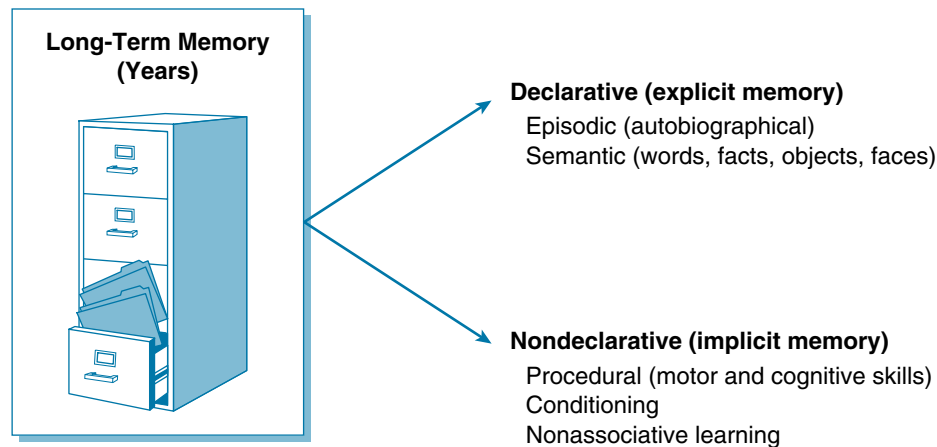 Long-Term Memory
(Years)
Declarative (explicit memory)
Episodic (autobiographical)
Semantic (words, facts, objects, faces)
Nondeclarative (implicit memory)
Procedural (motor and cognitive skills)
Conditioning
Nonassociative learning